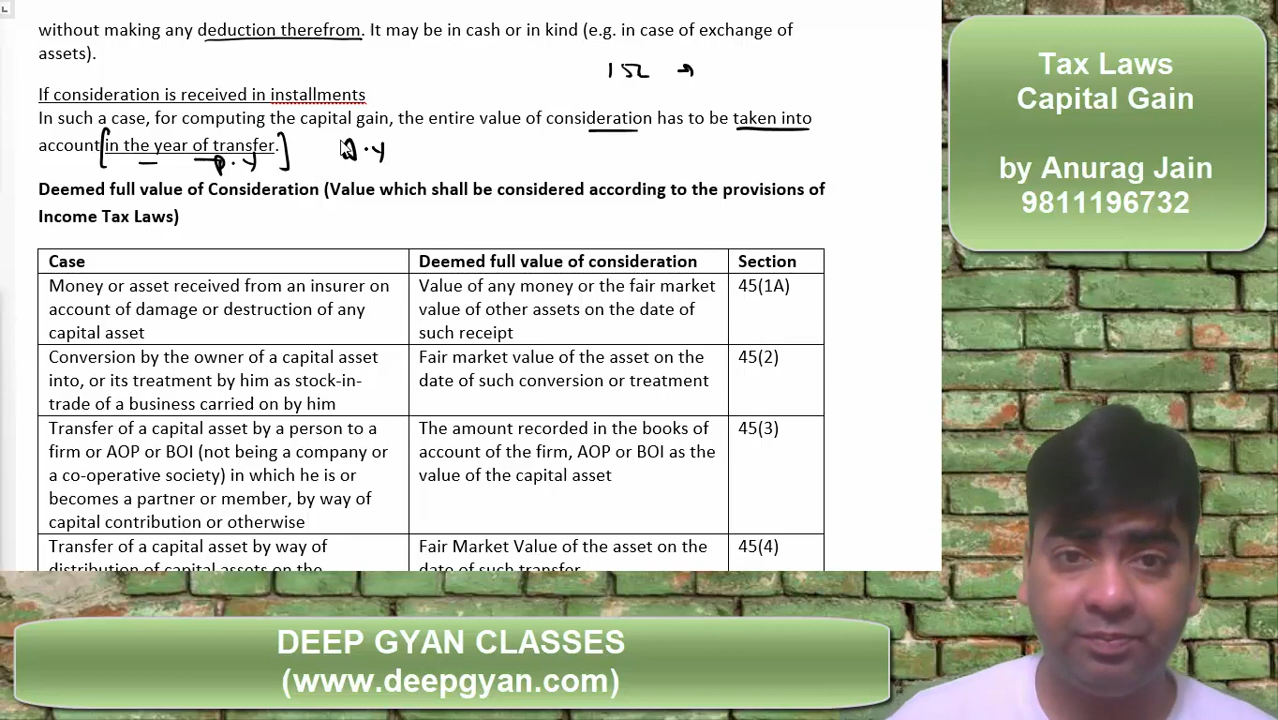 without making any deduction therefrom. It may be in cash or in kind (e.g. in case of exchange of
assets).
If consideration is received in installments
In such a case, for computing the capital gain, the entire value of consideration has to be taken into
account in the year of transfer.
P.Y
Deemed full value of Consideration (Value which shall be considered according to the provisions of
Income Tax Laws)
Case Deemed full value of consideration Section
Money or asset received from an insurer on Value of any money or the fair market 45(1A)
account of damage or destruction of any value of other assets on the date of
capital asset such receipt
Conversion by the owner of a capital asset Fair market value of the asset on the 45(2)
into, or its treatment by him as stock-in- date of such conversion or treatment
trade of a business carried on by him
Transfer of a capital asset by a person to a The amount recorded in the books of 45(3)
firm or AOP or BOI (not being a company or account of the firm, AOP or BOI as the
a co-operative society) in which he is or value of the capital asset
becomes a partner or member, by way of
capital contribution or otherwise
Transfer of a capital asset by way of Fair Market Value of the asset on the 45(4)
distribution of capital assets on the date of such transfer
Tax Laws
Capital Gain
by Anurag Jain
9811196732
DEEP GYAN CLASSES
(www.deepgyan.com)